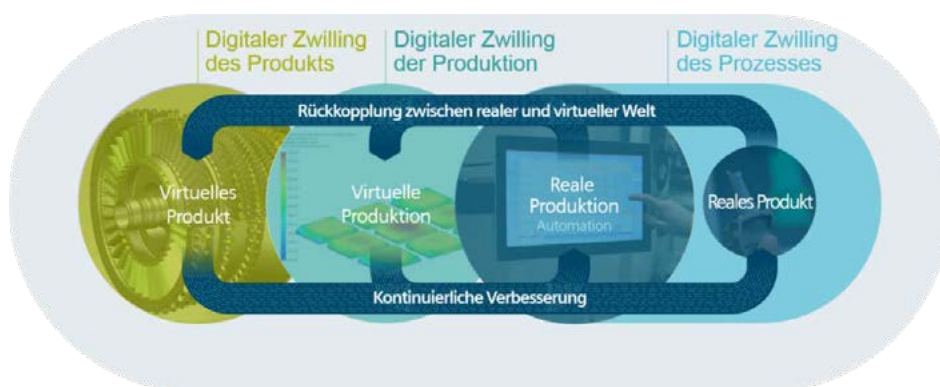 Digitaler Zwilling
des Produkts
Digitaler Zwilling
der Produktion
Digitaler Zwilling
des Prozesses
Rückkopplung zwischen realer und virtueller Welt
Virtuelles
Produkt
Virtuelle
Produktion
Reale
Produktion
Automation
Reales Produkt
Kontinuierliche Verbesserung